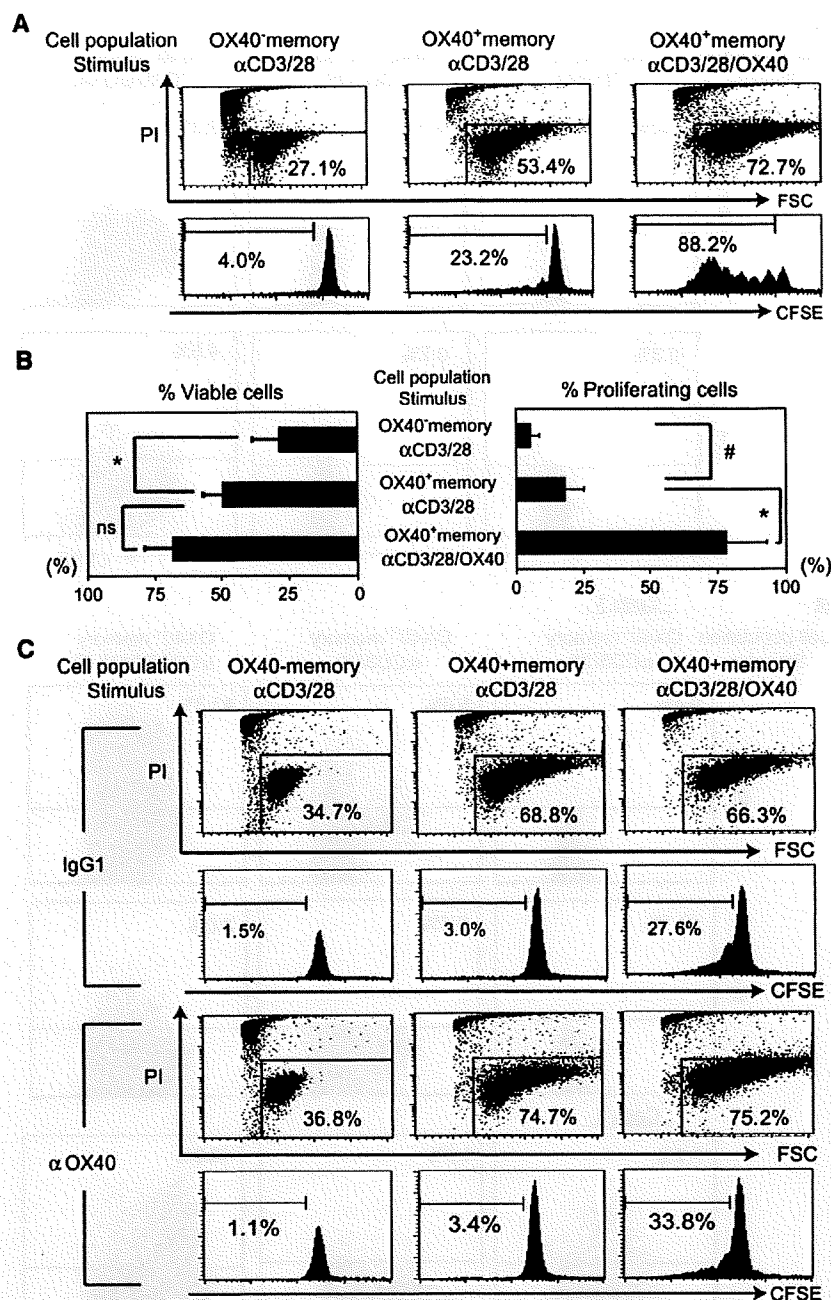 A
Cell population
Stimulus
OX40⁻memory
αCD3/28
OX40⁺memory
αCD3/28
OX40⁺memory
αCD3/28/OX40
PI
27.1%
53.4%
72.7%
FSC
4.0%
23.2%
88.2%
CFSE
B
% Viable cells
Cell population
Stimulus
% Proliferating cells
OX40⁻memory
αCD3/28
OX40⁺memory
αCD3/28
OX40⁺memory
αCD3/28/OX40
*
ns
#
*
(%)
100
75
50
25
0
0
25
50
75
100
(%)
C
Cell population
Stimulus
OX40-memory
αCD3/28
OX40+memory
αCD3/28
OX40+memory
αCD3/28/OX40
IgG1
PI
34.7%
68.8%
66.3%
FSC
1.5%
3.0%
27.6%
CFSE
αOX40
PI
36.8%
74.7%
75.2%
FSC
1.1%
3.4%
33.8%
CFSE